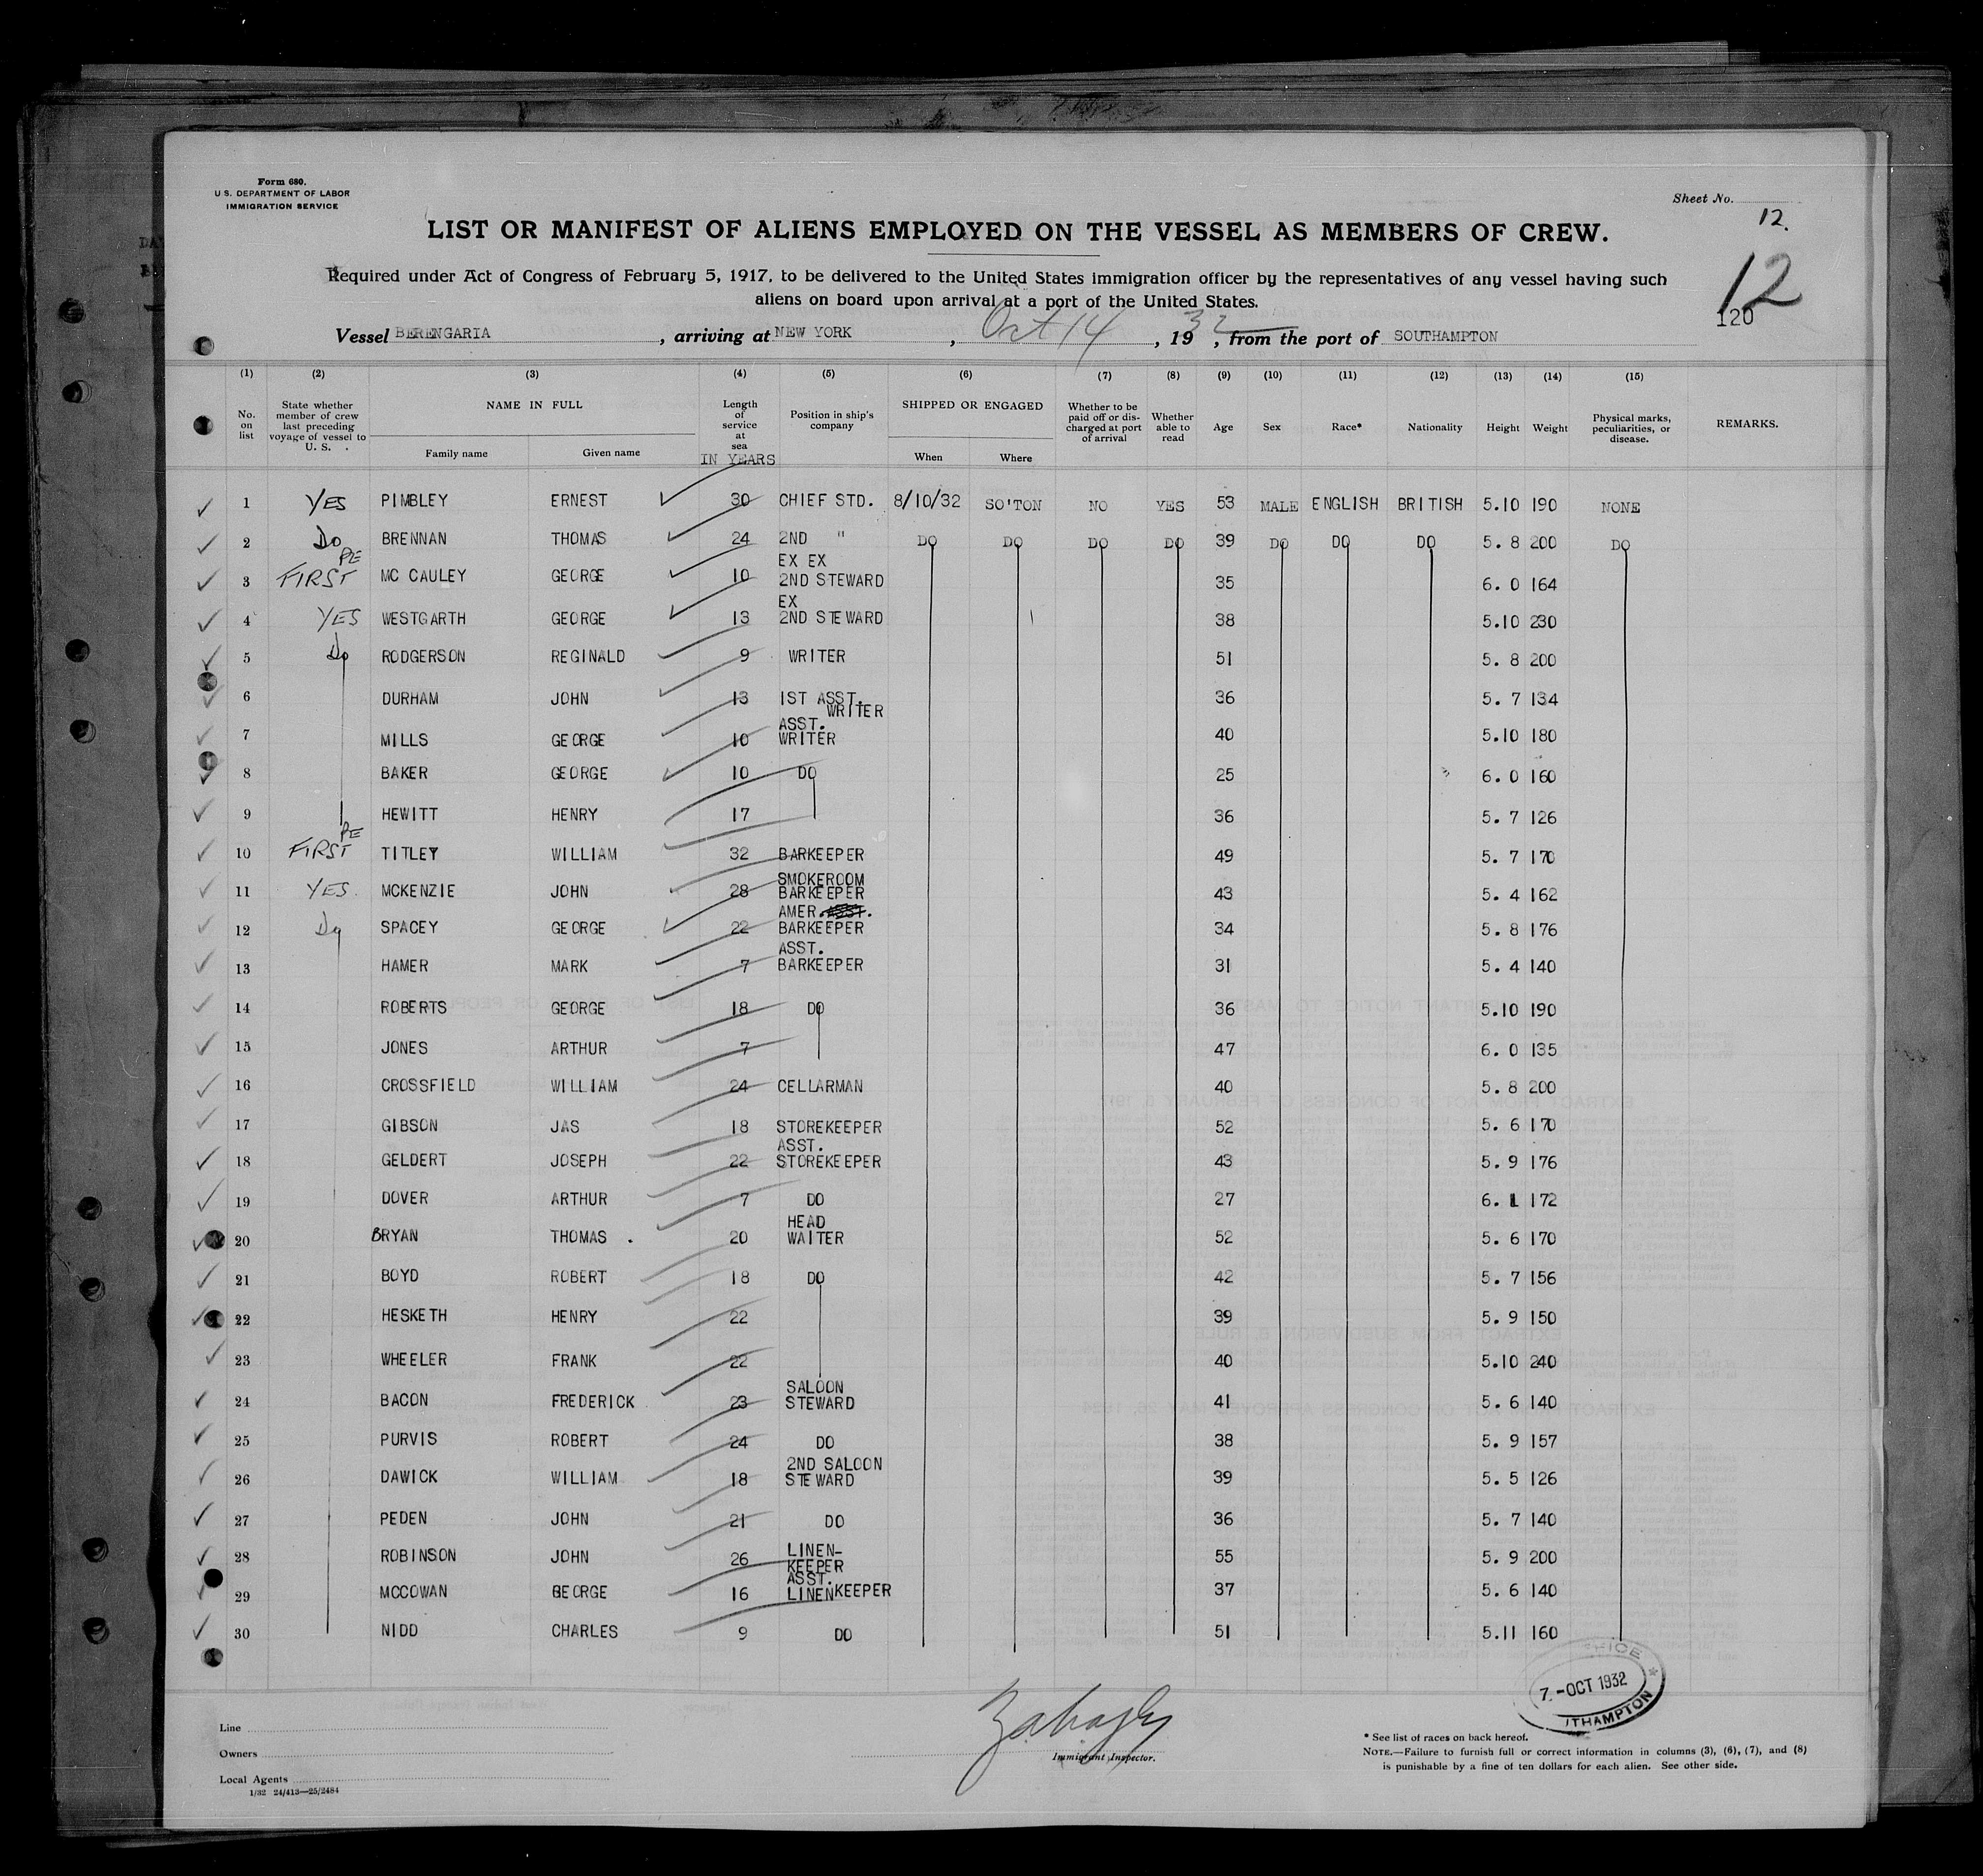 Form 680.
U. S. DEPARTMENT OF LABOR
IMMIGRATION SERVICE
Sheet No.
12.
LIST OR MANIFEST OF ALIENS EMPLOYED ON THE VESSEL AS MEMBERS OF CREW.
12
Required under Act of Congress of February 5, 1917, to be delivered to the United States immigration officer by the representatives of any vessel having such
aliens on board upon arrival at a port of the United States.
120
Vessel BERENGARIA, arriving at NEW YORK, Oct 14, 1932, from the port of SOUTHAMPTON
(1) (2) (3) (4) (5) (6) (7) (8) (9) (10) (11) (12) (13) (14) (15)
No. on list State whether member of crew last preceding voyage of vessel to U. S. NAME IN FULL Family name Given name Length of service at sea IN YEARS Position in ship's company SHIPPED OR ENGAGED When Where Whether to be paid off or discharged at port of arrival Whether able to read Age Sex Race* Nationality Height Weight Physical marks, peculiarities, or disease. REMARKS.
1 YES PIMBLEY ERNEST 30 CHIEF STD. 8/10/32 SO'TON NO YES 53 MALE ENGLISH BRITISH 5.10 190 NONE
2 Do BRENNAN THOMAS 24 2ND " DO DO DO DO 39 DO DO DO 5. 8 200 DO
3 FIRST MC CAULEY GEORGE 10 EX EX 2ND STEWARD 35 6. 0 164
4 YES WESTGARTH GEORGE 13 EX 2ND STEWARD 38 5.10 230
5 Do RODGERSON REGINALD 9 WRITER 51 5. 8 200
6 DURHAM JOHN 13 1ST ASST. WRITER 36 5. 7 134
7 MILLS GEORGE 10 ASST. WRITER 40 5.10 180
8 BAKER GEORGE 10 DO 25 6. 0 160
9 HEWITT HENRY 17 36 5. 7 126
10 FIRST TITLEY WILLIAM 32 BARKEEPER 49 5. 7 170
11 YES. MCKENZIE JOHN 28 SMOKEROOM BARKEEPER 43 5. 4 162
12 Do SPACEY GEORGE 22 AMER. ASST. BARKEEPER 34 5. 8 176
13 HAMER MARK 7 ASST. BARKEEPER 31 5. 4 140
14 ROBERTS GEORGE 18 DO 36 5.10 190
15 JONES ARTHUR 7 47 6. 0 135
16 CROSSFIELD WILLIAM 24 CELLARMAN 40 5. 8 200
17 GIBSON JAS 18 STOREKEEPER 52 5. 6 170
18 GELDERT JOSEPH 22 ASST. STOREKEEPER 43 5. 9 176
19 DOVER ARTHUR 7 DO 27 6. 1 172
20 BRYAN THOMAS . 20 HEAD WAITER 52 5. 6 170
21 BOYD ROBERT 18 DO 42 5. 7 156
22 HESKETH HENRY 22 39 5. 9 150
23 WHEELER FRANK 22 40 5.10 240
24 BACON FREDERICK 23 SALOON STEWARD 41 5. 6 140
25 PURVIS ROBERT 24 DO 38 5. 9 157
26 DAWICK WILLIAM 18 2ND SALOON STEWARD 39 5. 5 126
27 PEDEN JOHN 21 DO 36 5. 7 140
28 ROBINSON JOHN 26 LINEN-KEEPER 55 5. 9 200
29 MCCOWAN GEORGE 16 ASST. LINENKEEPER 37 5. 6 140
30 NIDD CHARLES 9 DO 51 5.11 160
7 -OCT 1932
Line
Owners
Local Agents
1/32 24/413—25/2484
Immigrant Inspector.
* See list of races on back hereof.
NOTE.—Failure to furnish full or correct information in columns (3), (6), (7), and (8)
is punishable by a fine of ten dollars for each alien. See other side.